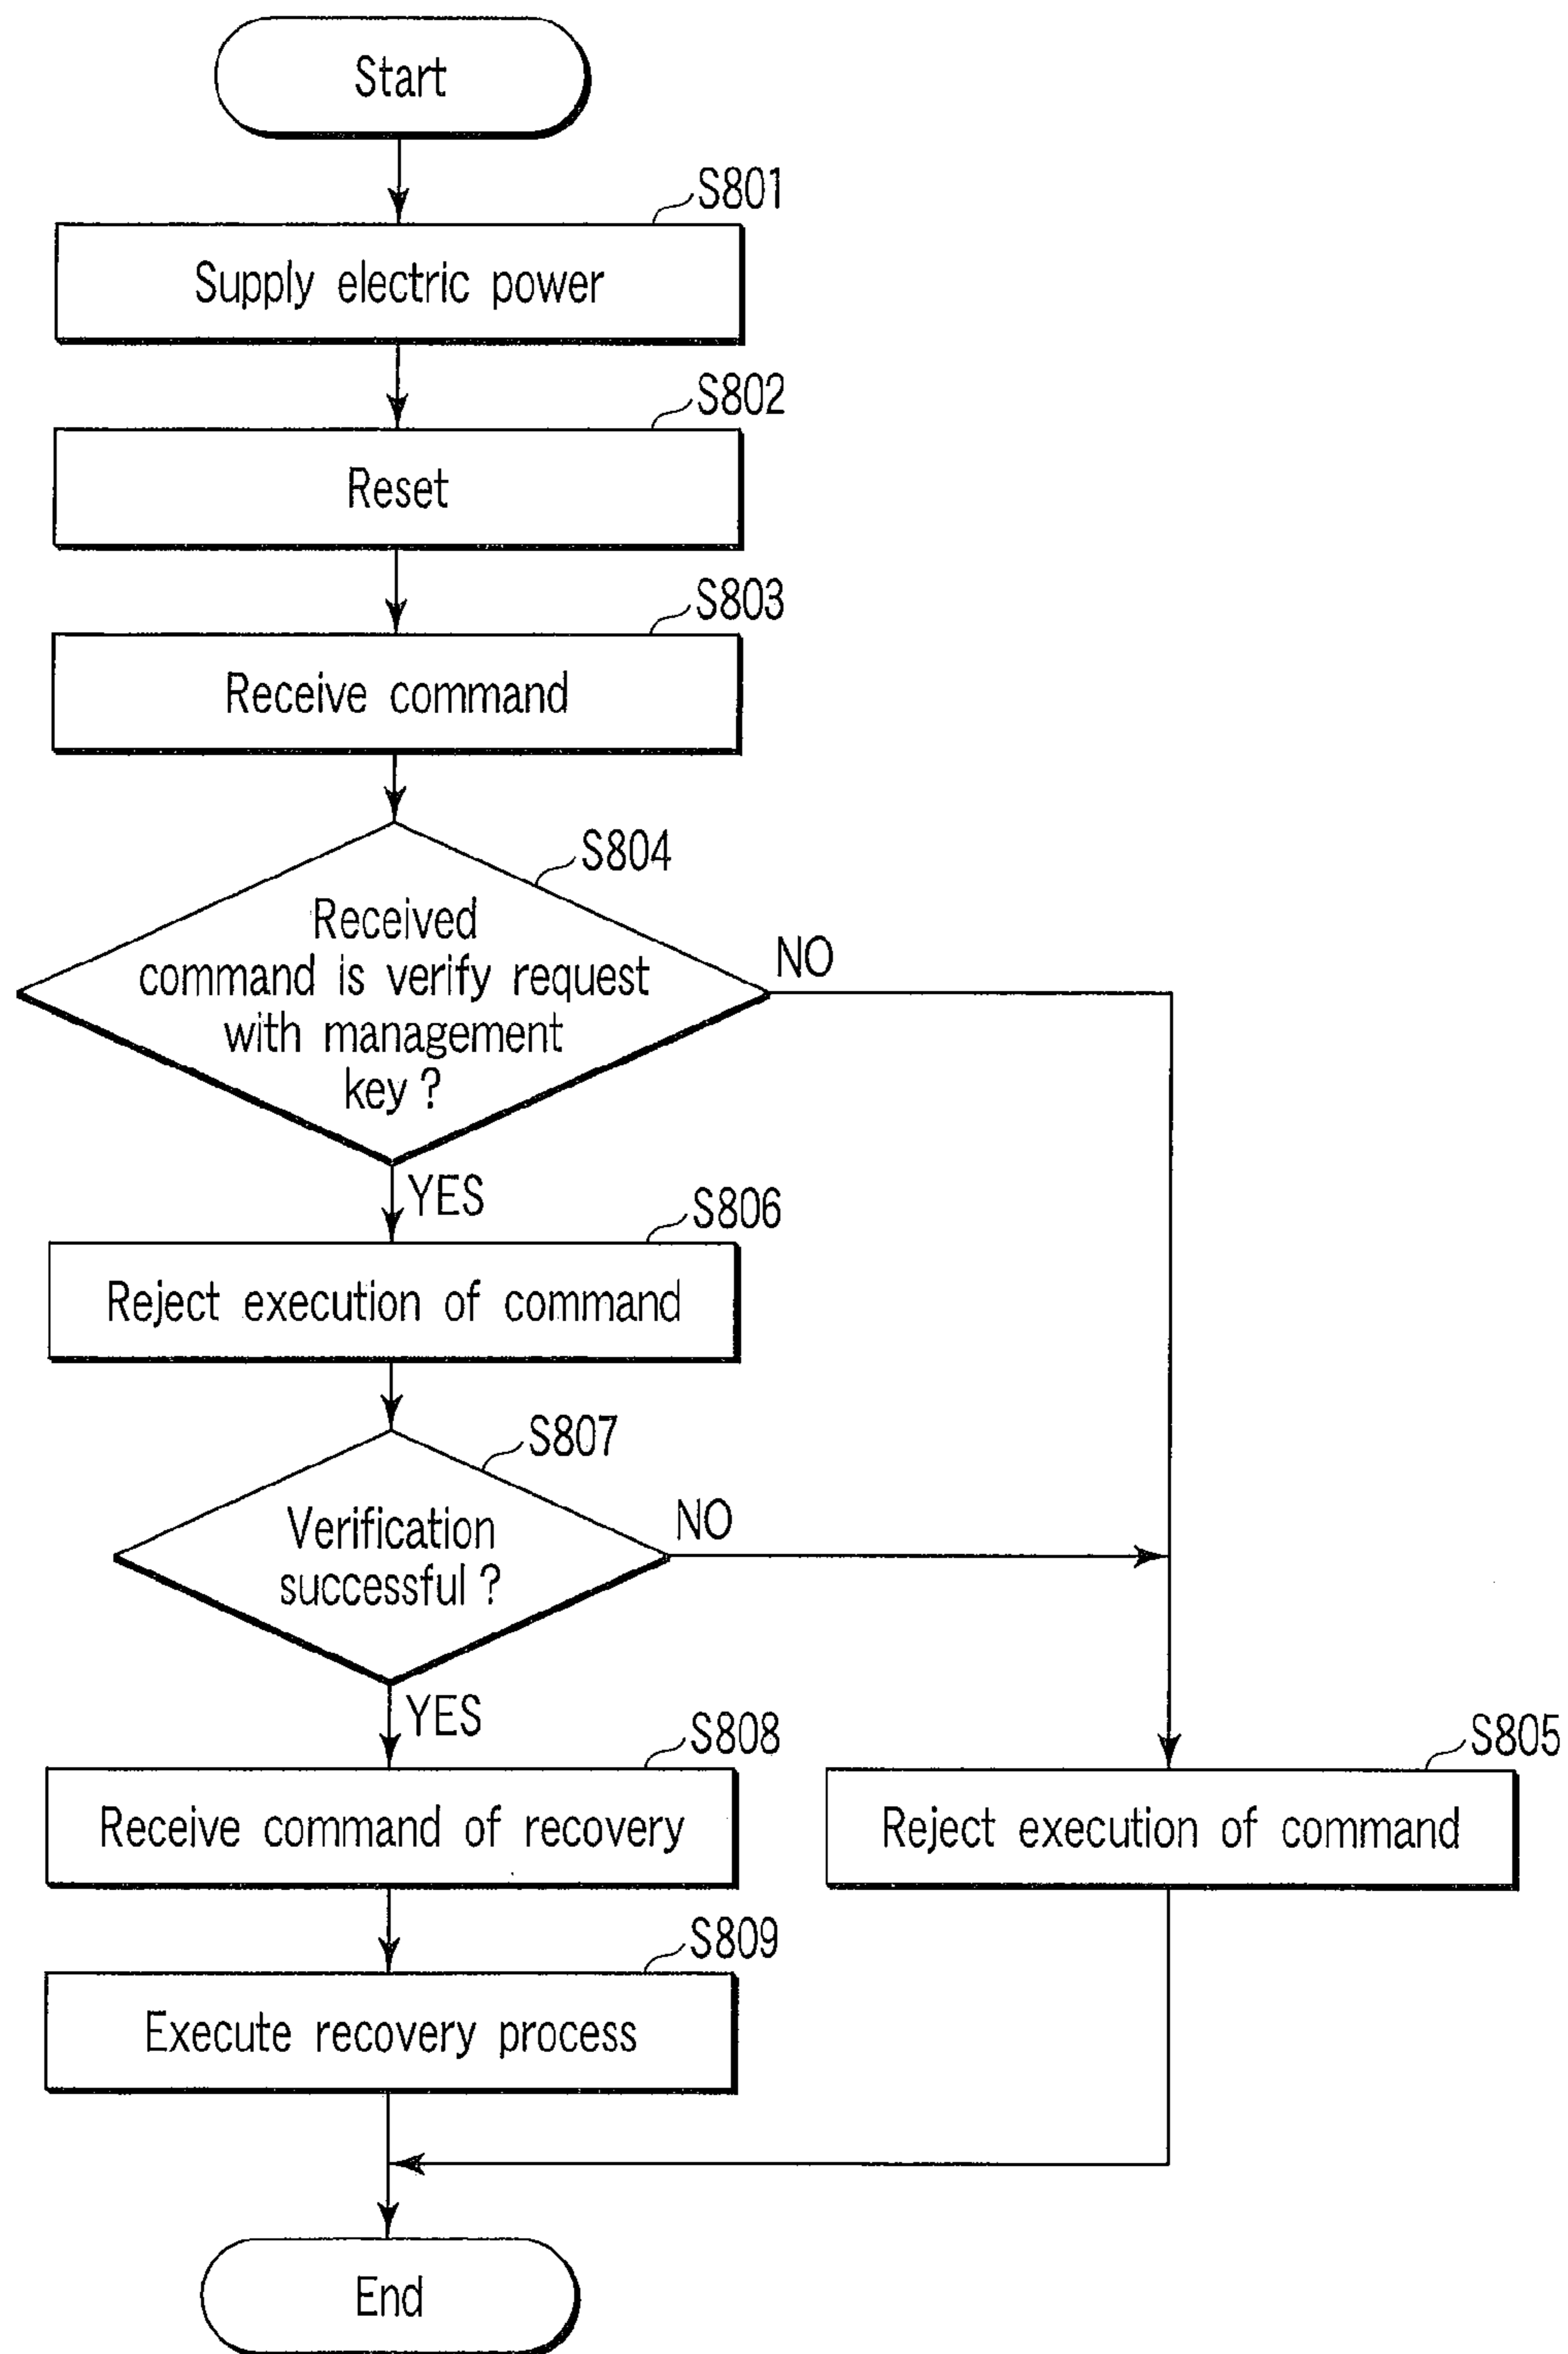 Start
S801
Supply electric power
S802
Reset
S803
Receive command
S804
Received
command is verify request
with management
key ?
NO
YES
S806
Reject execution of command
S807
Verification
successful ?
NO
YES
S808
Receive command of recovery
S805
Reject execution of command
S809
Execute recovery process
End